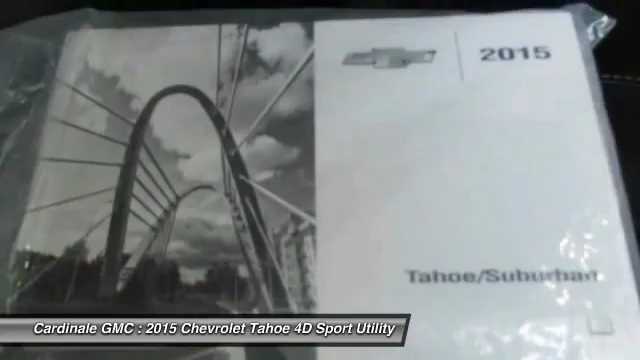 2015
Tahoe/Suburban
Cardinale GMC : 2015 Chevrolet Tahoe 4D Sport Utility